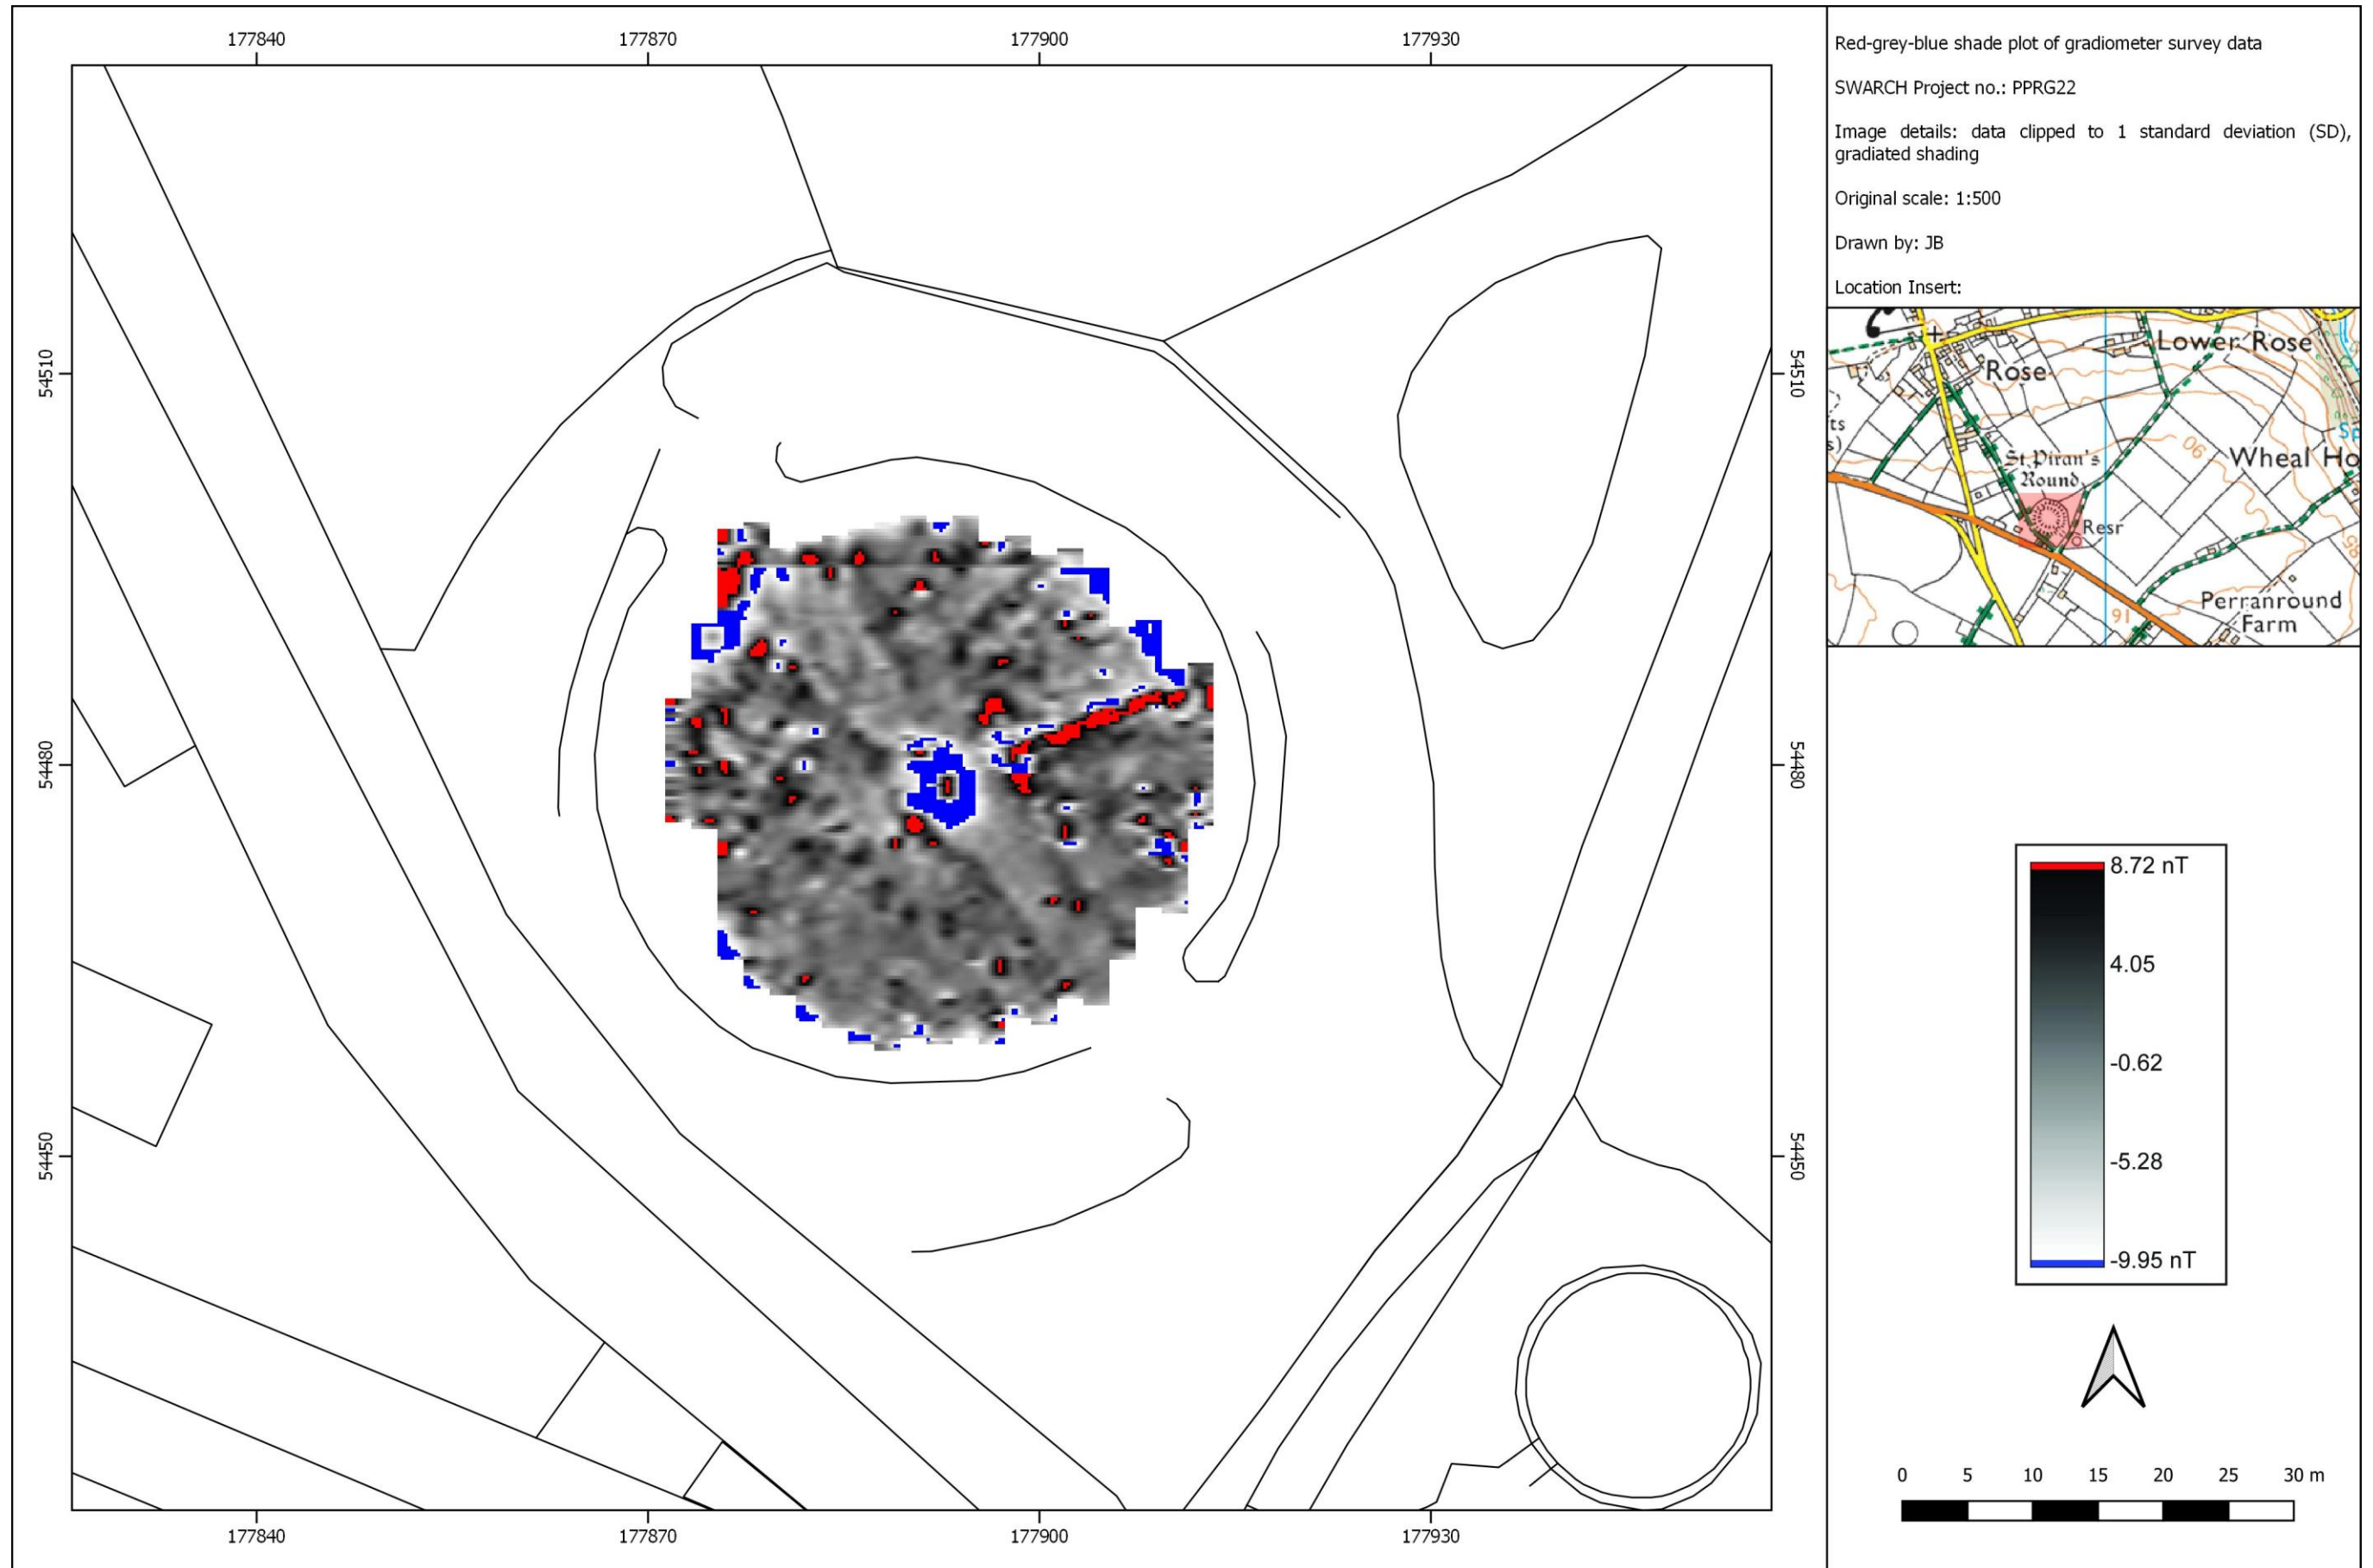 177840
177870
177900
177930
54510
54480
54450
54510
54480
54450
177840
177870
177900
177930
Red-grey-blue shade plot of gradiometer survey data
SWARCH Project no.: PPRG22
Image details: data clipped to 1 standard deviation (SD),
gradiated shading
Original scale: 1:500
Drawn by: JB
Location Insert:
Lower Rose
Rose
ts
s)
Sp
90
Wheal Ho
St Piran's
Round
Resr
85
Perranround
Farm
91
8.72 nT
4.05
-0.62
-5.28
-9.95 nT
0 5 10 15 20 25 30 m